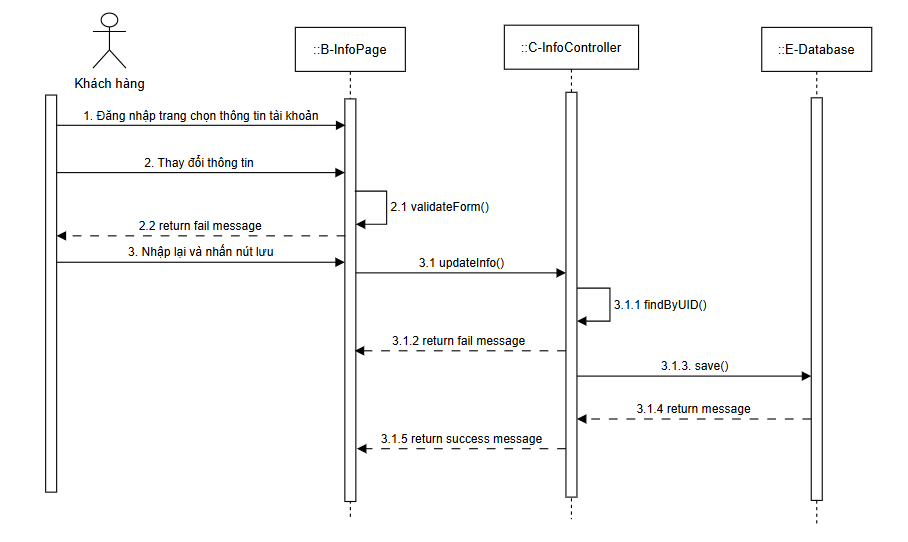 Khách hàng
::B-InfoPage
::C-InfoController
::E-Database
1. Đăng nhập trang chọn thông tin tài khoản
2. Thay đổi thông tin
2.1 validateForm()
2.2 return fail message
3. Nhập lại và nhấn nút lưu
3.1 updateInfo()
3.1.1 findByUID()
3.1.2 return fail message
3.1.3. save()
3.1.4 return message
3.1.5 return success message